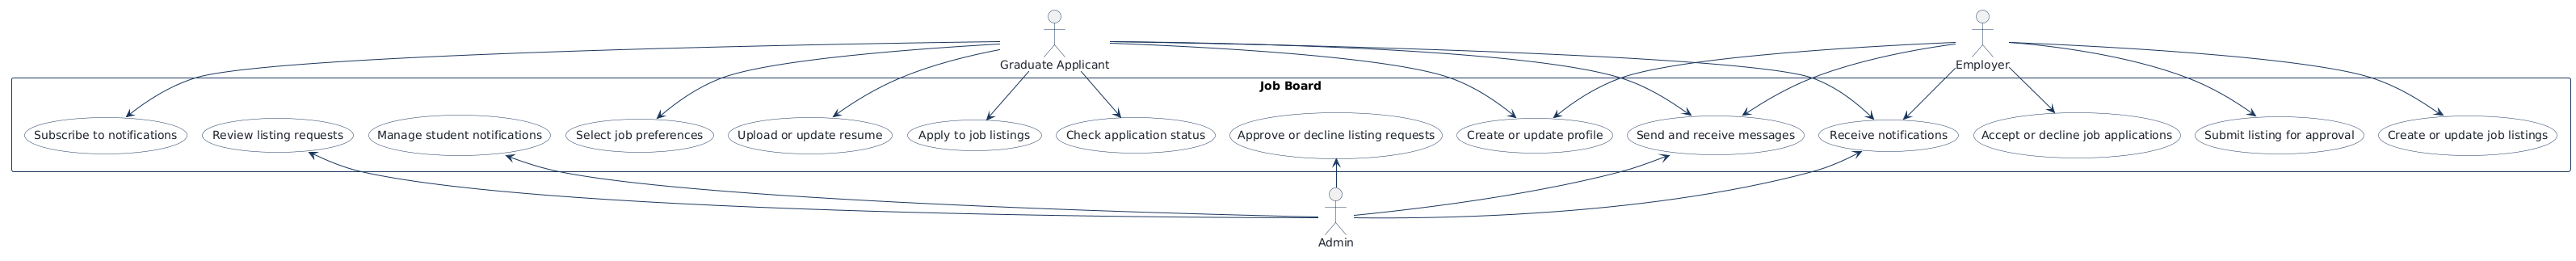 Graduate Applicant
Employer
Job Board
Subscribe to notifications
Review listing requests
Manage student notifications
Select job preferences
Upload or update resume
Apply to job listings
Check application status
Approve or decline listing requests
Create or update profile
Send and receive messages
Receive notifications
Accept or decline job applications
Submit listing for approval
Create or update job listings
Admin